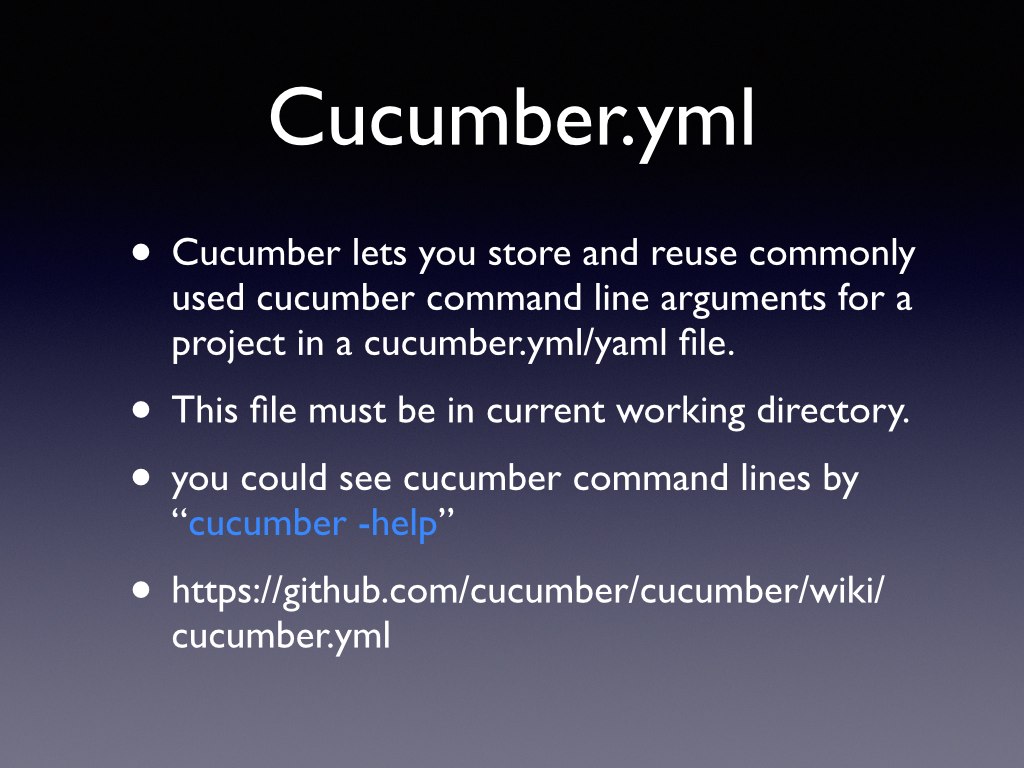 Cucumber.yml
• Cucumber lets you store and reuse commonly
used cucumber command line arguments for a
project in a cucumber.yml/yaml file.
• This file must be in current working directory.
• you could see cucumber command lines by
“cucumber -help”
• https://github.com/cucumber/cucumber/wiki/
cucumber.yml